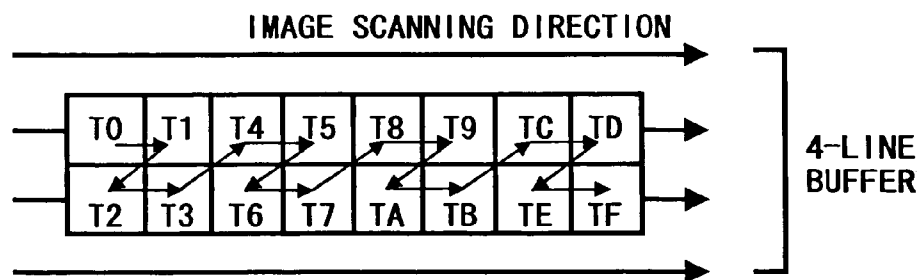 IMAGE SCANNING DIRECTION
T0 T1 T4 T5 T8 T9 TC TD
T2 T3 T6 T7 TA TB TE TF
4-LINE
BUFFER